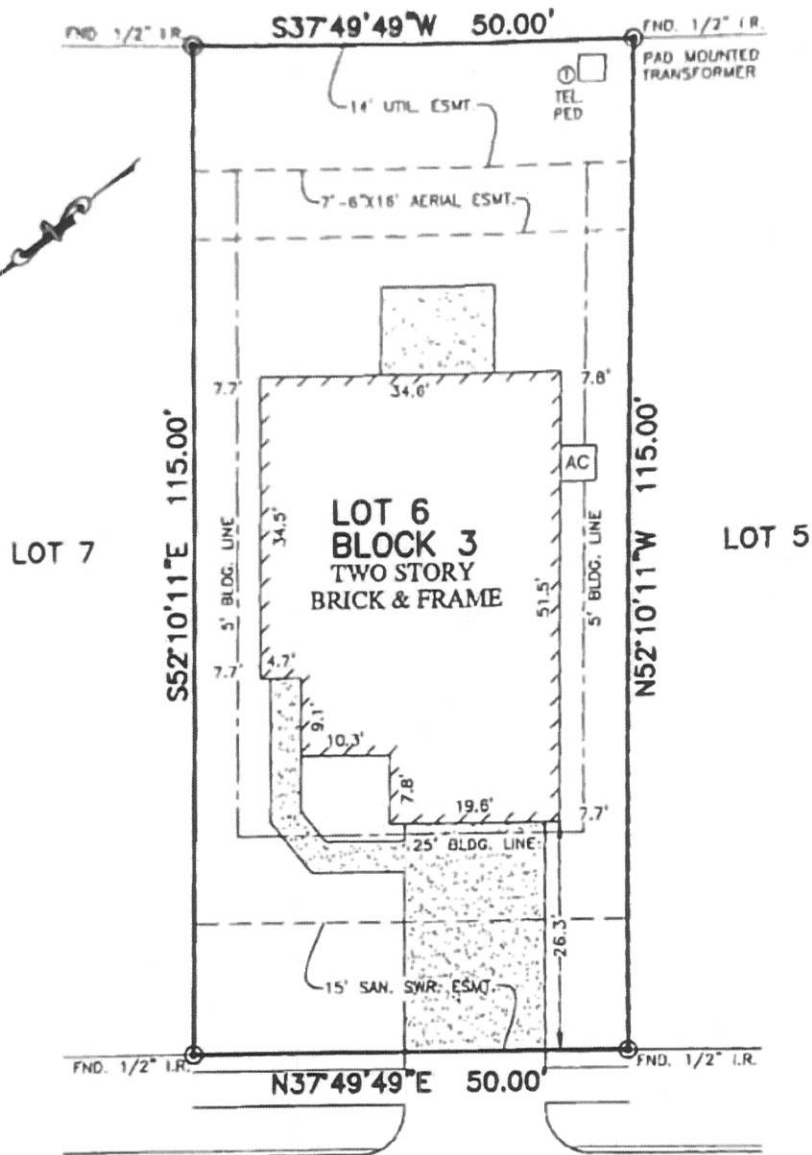 S37°49'49"W 50.00'
FND. 1/2" I.R.
FND. 1/2" I.R.
PAD MOUNTED
TRANSFORMER
T
TEL.
PED
14' UTIL. ESMT.
7'-6"X16' AERIAL ESMT.
N
7.7'
34.6'
7.8'
S52°10'11"E 115.00'
N52°10'11"W 115.00'
AC
LOT 7
LOT 5
LOT 6
BLOCK 3
TWO STORY
BRICK & FRAME
34.5'
51.5'
5' BLDG. LINE
5' BLDG. LINE
7.7'
4.7'
9.1'
10.3'
7.8'
19.6'
7.7'
25' BLDG. LINE
26.3'
15' SAN. SWR. ESMT.
FND. 1/2" I.R.
FND. 1/2" I.R.
N37°49'49"E 50.00'